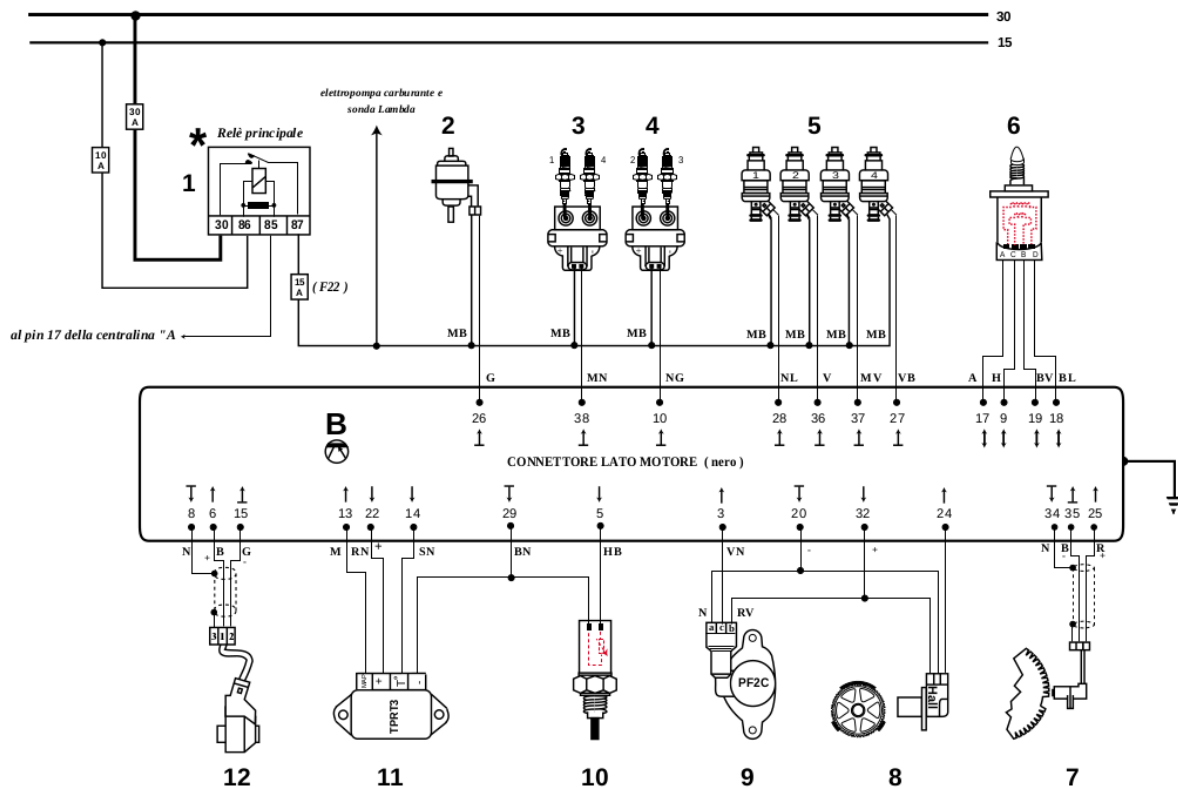 30
15
elettropompa carburante e
sonda Lambda
30
A
* Relè principale
10
A
1
2
3
4
5
6
1 4
2 3
1 2 3 4
30 86 85 87
A C B D
15
A
( F22 )
al pin 17 della centralina "A
MB MB MB MB MB MB MB
G MN NG NL V MV VB A H BV BL
26 38 10 28 36 37 27 17 9 19 18
B
CONNETTORE LATO MOTORE ( nero )
8 6 15 13 22 14 29 5 3 20 32 24 34 35 25
N + B G - M RN + SN BN HB VN - + N B - R +
N RV
a c b
3 1 2
MAP + T° -
+ - + -
TPRT3
PF2C
Hall
12 11 10 9 8 7